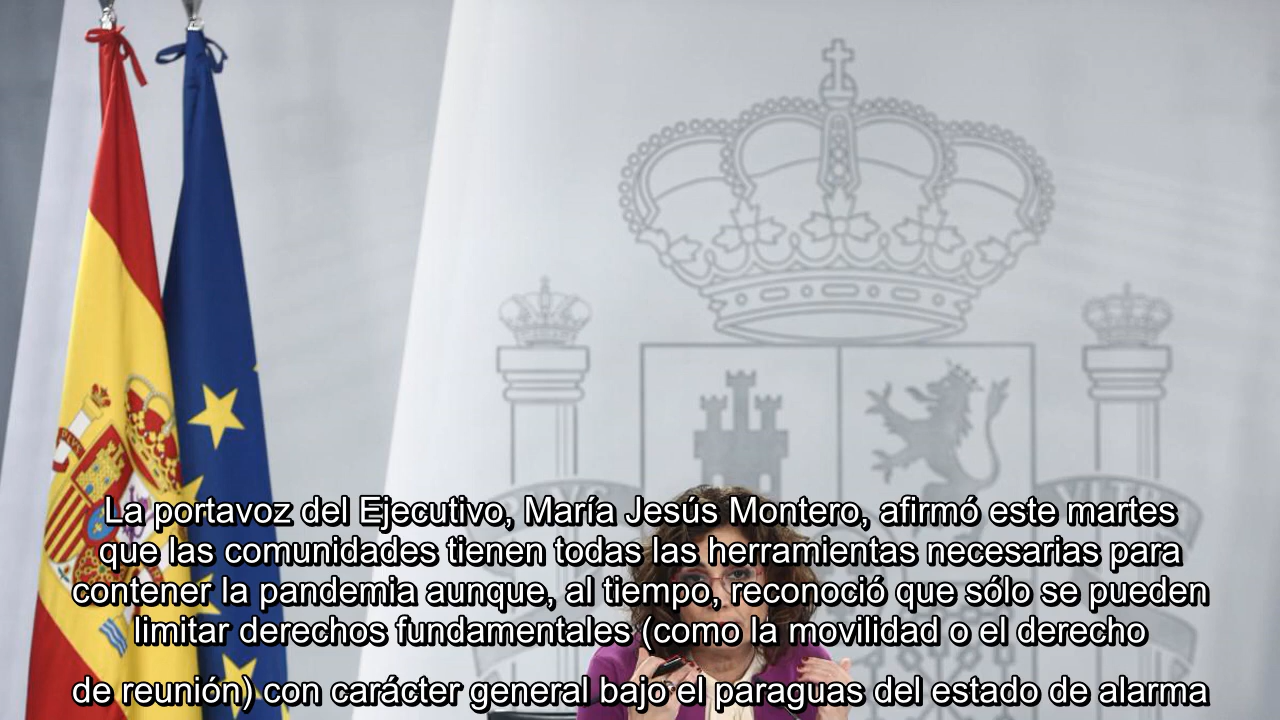 La portavoz del Ejecutivo, María Jesús Montero, afirmó este martes
que las comunidades tienen todas las herramientas necesarias para
contener la pandemia aunque, al tiempo, reconoció que sólo se pueden
limitar derechos fundamentales (como la movilidad o el derecho
de reunión) con carácter general bajo el paraguas del estado de alarma